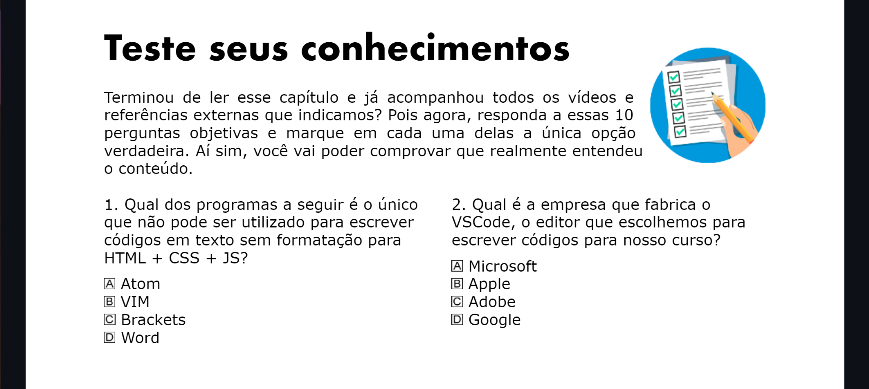 Teste seus conhecimentos
Terminou de ler esse capítulo e já acompanhou todos os vídeos e
referências externas que indicamos? Pois agora, responda a essas 10
perguntas objetivas e marque em cada uma delas a única opção
verdadeira. Aí sim, você vai poder comprovar que realmente entendeu
o conteúdo.
1. Qual dos programas a seguir é o único
que não pode ser utilizado para escrever
códigos em texto sem formatação para
HTML + CSS + JS?
A Atom
B VIM
C Brackets
D Word
2. Qual é a empresa que fabrica o
VSCode, o editor que escolhemos para
escrever códigos para nosso curso?
A Microsoft
B Apple
C Adobe
D Google